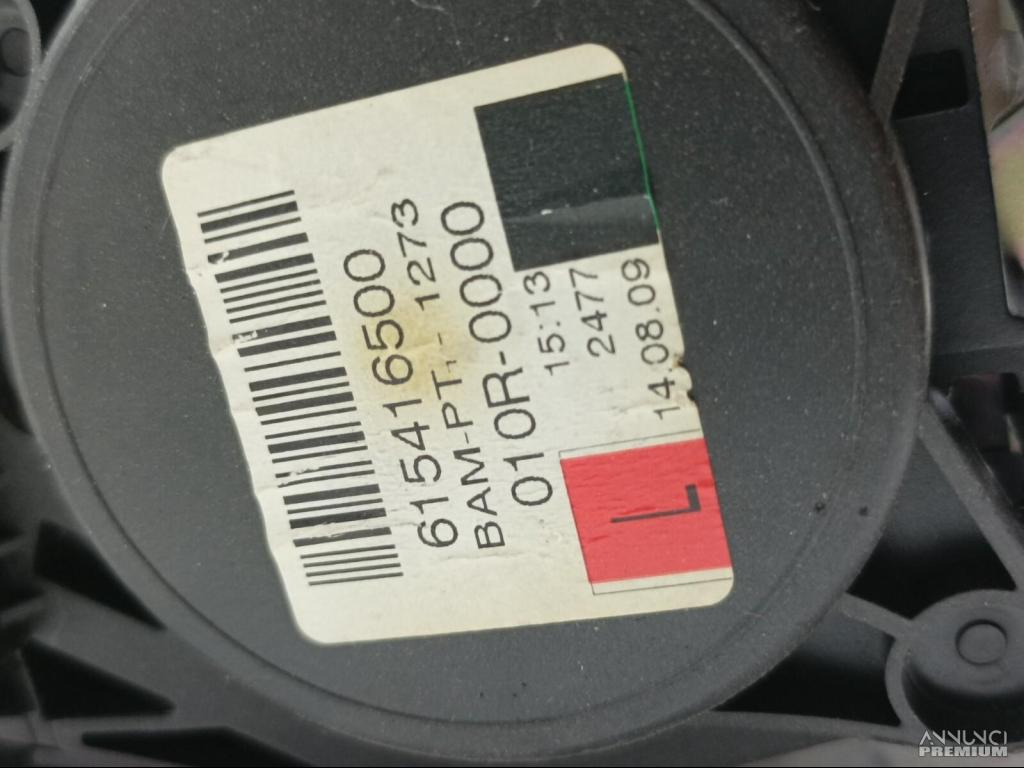 615416500
BAM-PT.- 1273
010R-0000
15:13
2477
14.08.09
L
ANNUNCI
PREMIUM